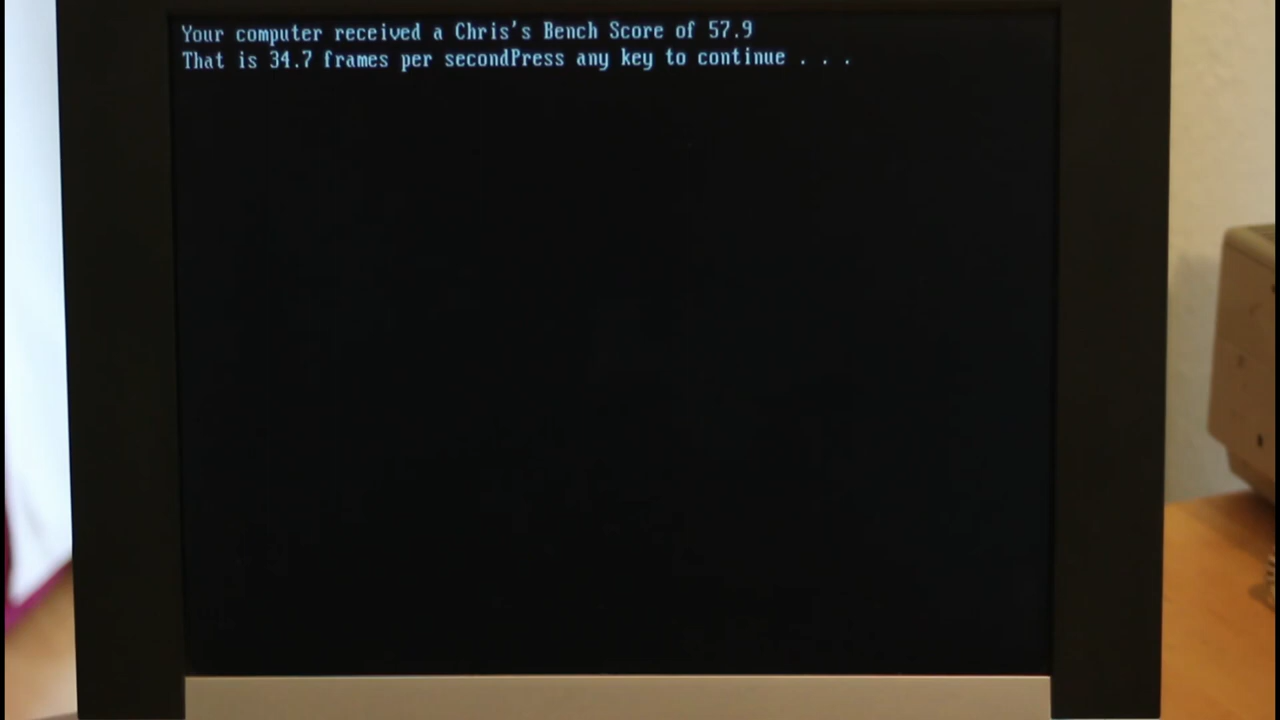 Your computer received a Chris's Bench Score of 57.9
That is 34.7 frames per secondPress any key to continue . . .